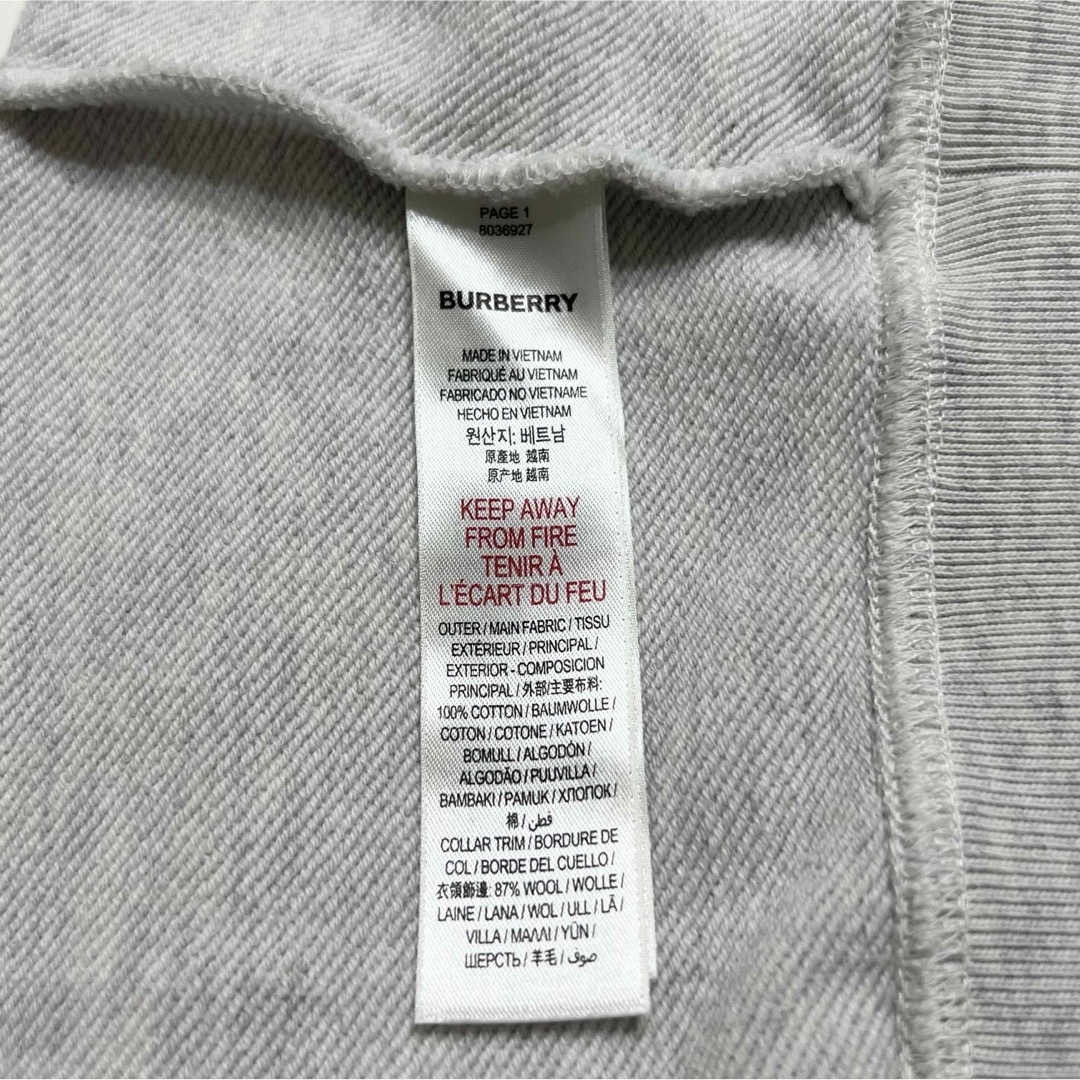 PAGE 1
8036927
BURBERRY
MADE IN VIETNAM
FABRIQUÉ AU VIETNAM
FABRICADO NO VIETNAME
HECHO EN VIETNAM
원산지: 베트남
原產地 越南
原产地 越南
KEEP AWAY
FROM FIRE
TENIR À
L'ÉCART DU FEU
OUTER / MAIN FABRIC / TISSU
EXTÉRIEUR / PRINCIPAL /
EXTERIOR - COMPOSICION
PRINCIPAL / 外部/主要布料:
100% COTTON / BAUMWOLLE /
COTON / COTONE / KATOEN /
BOMULL / ALGODÓN /
ALGODÃO / PUUVILLA /
BAMBAKI / PAMUK / ХЛОПОК /
棉 / قطن
COLLAR TRIM / BORDURE DE
COL / BORDE DEL CUELLO /
衣領飾邊: 87% WOOL / WOLLE /
LAINE / LANA / WOL / ULL / LÃ /
VILLA / ΜΑΛΛΙ / YÜN /
ШЕРСТЬ / 羊毛 / صوف